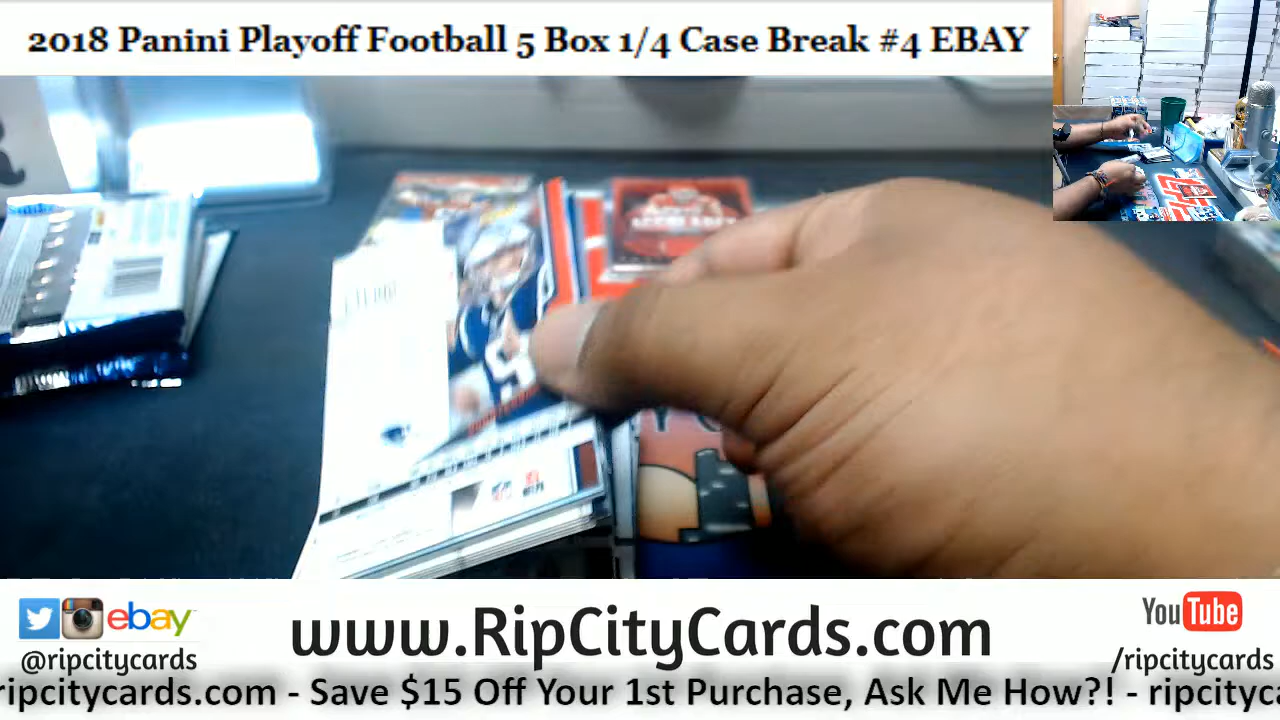 2018 Panini Playoff Football 5 Box 1/4 Case Break #4 EBAY
ebay
@ripcitycards
www.RipCityCards.com
YouTube
/ripcitycards
ripcitycards.com - Save $15 Off Your 1st Purchase, Ask Me How?! - ripcityca